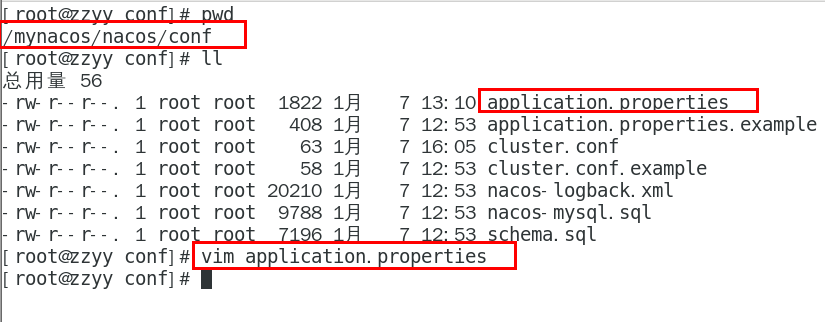 [root@zzyy conf]# pwd
/mynacos/nacos/conf
[root@zzyy conf]# ll
总用量 56
-rw-r--r--. 1 root root  1822 1月   7 13:10 application.properties
-rw-r--r--. 1 root root   408 1月   7 12:53 application.properties.example
-rw-r--r--. 1 root root    63 1月   7 16:05 cluster.conf
-rw-r--r--. 1 root root    58 1月   7 12:53 cluster.conf.example
-rw-r--r--. 1 root root 20210 1月   7 12:53 nacos-logback.xml
-rw-r--r--. 1 root root  9788 1月   7 12:53 nacos-mysql.sql
-rw-r--r--. 1 root root  7196 1月   7 12:53 schema.sql
[root@zzyy conf]# vim application.properties
[root@zzyy conf]#